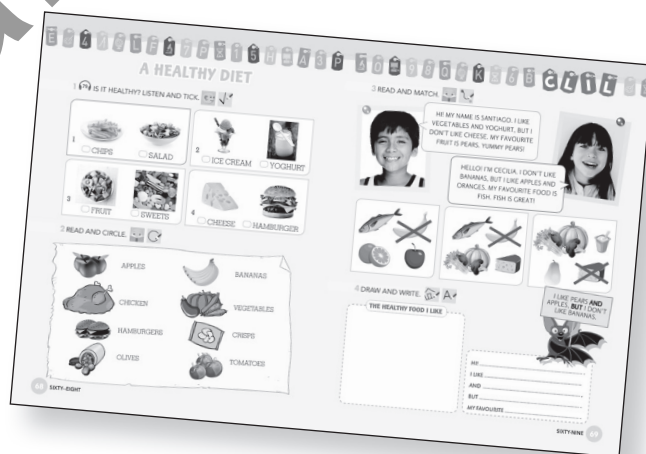 CLIL
A HEALTHY DIET
1 IS IT HEALTHY? LISTEN AND TICK.
1
CHIPS
SALAD
2
ICE CREAM
YOGHURT
3
FRUIT
SWEETS
4
CHEESE
HAMBURGER
2 READ AND CIRCLE.
APPLES
BANANAS
CHICKEN
VEGETABLES
HAMBURGERS
CRISPS
OLIVES
TOMATOES
SIXTY-EIGHT
3 READ AND MATCH.
HI! MY NAME IS SANTIAGO. I LIKE
VEGETABLES AND YOGHURT, BUT I
DON'T LIKE CHEESE. MY FAVOURITE
FRUIT IS PEARS. YUMMY PEARS!
HELLO! I'M CECILIA. I DON'T LIKE
BANANAS, BUT I LIKE APPLES AND
ORANGES. MY FAVOURITE FOOD IS
FISH. FISH IS GREAT!
4 DRAW AND WRITE.
THE HEALTHY FOOD I LIKE
I LIKE PEARS AND
APPLES, BUT I DON'T
LIKE BANANAS.
I LIKE
AND
BUT
MY FAVOURITE
SIXTY-NINE